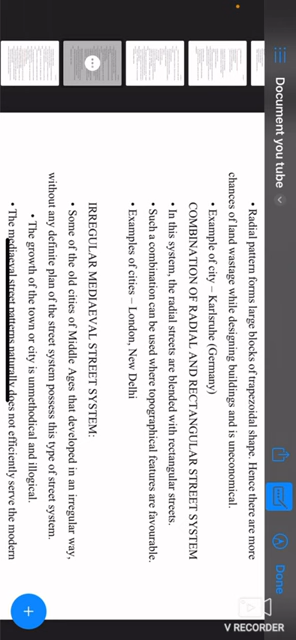 Document you tube
Done
• Radial pattern forms large blocks of trapezoidal shape. Hence there are more
chances of land wastage while designing buildings and is uneconomical.
• Example of city – Karlsruhe (Germany)
COMBINATION OF RADIAL AND RECTANGULAR STREET SYSTEM
• In this system, the radial streets are blended with rectangular streets.
• Such a combination can be used where topographical features are favourable.
• Examples of cities – London, New Delhi
IRREGULAR MEDIAEVAL STREET SYSTEM:
• Some of the old cities of Middle Ages that developed in an irregular way,
without any definite plan of the street system possess this type of street system.
• The growth of the town or city is unmethodical and illogical.
• The mediaeval street patterns naturally does not efficiently serve the modern
V RECORDER